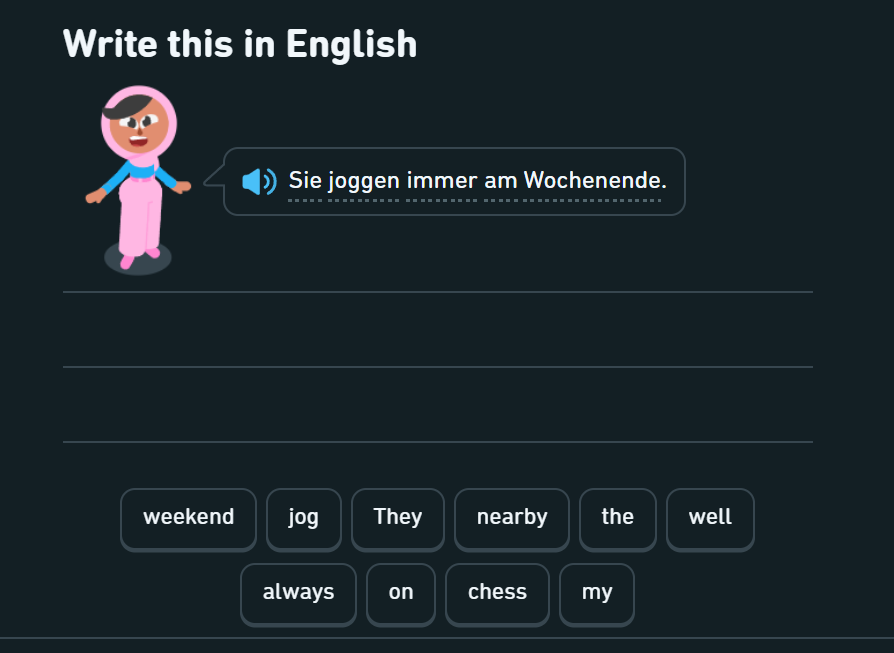 Write this in English
Sie joggen immer am Wochenende.
weekend jog They nearby the well
always on chess my